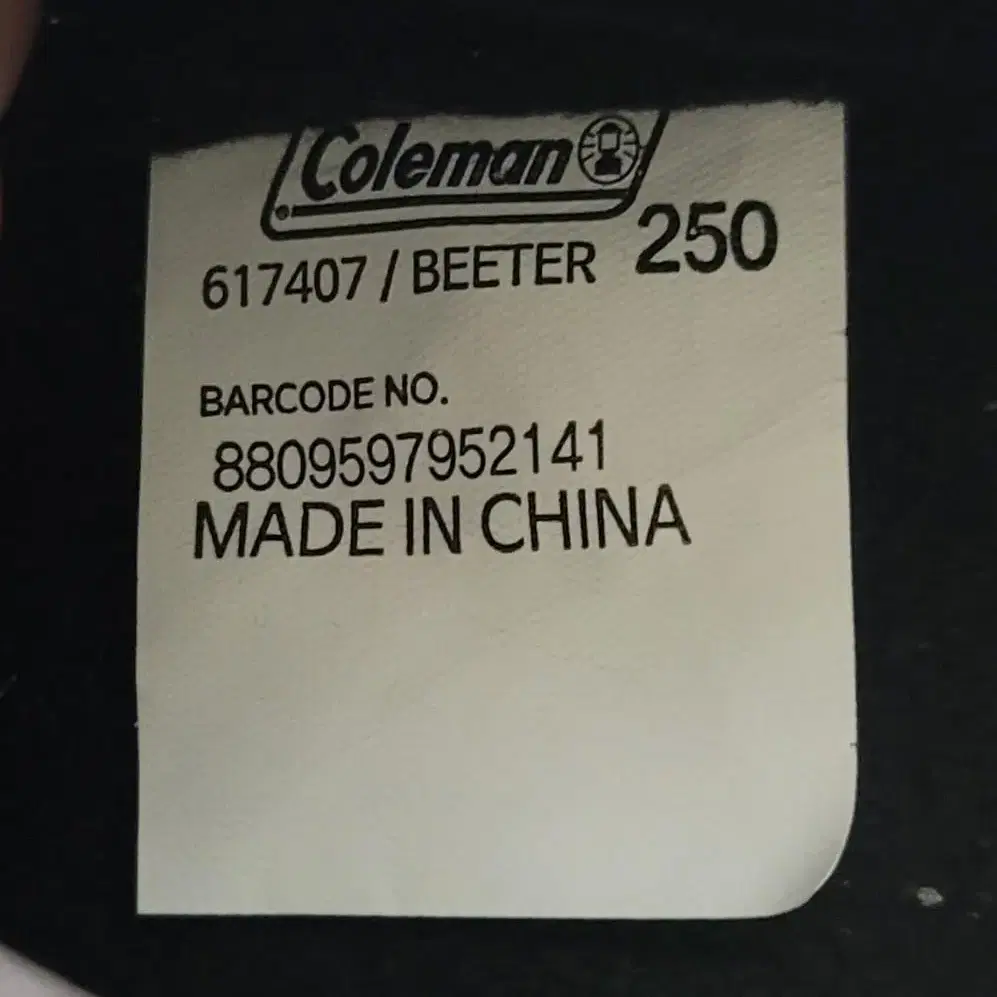 Coleman
617407 / BEETER 250
BARCODE NO.
8809597952141
MADE IN CHINA